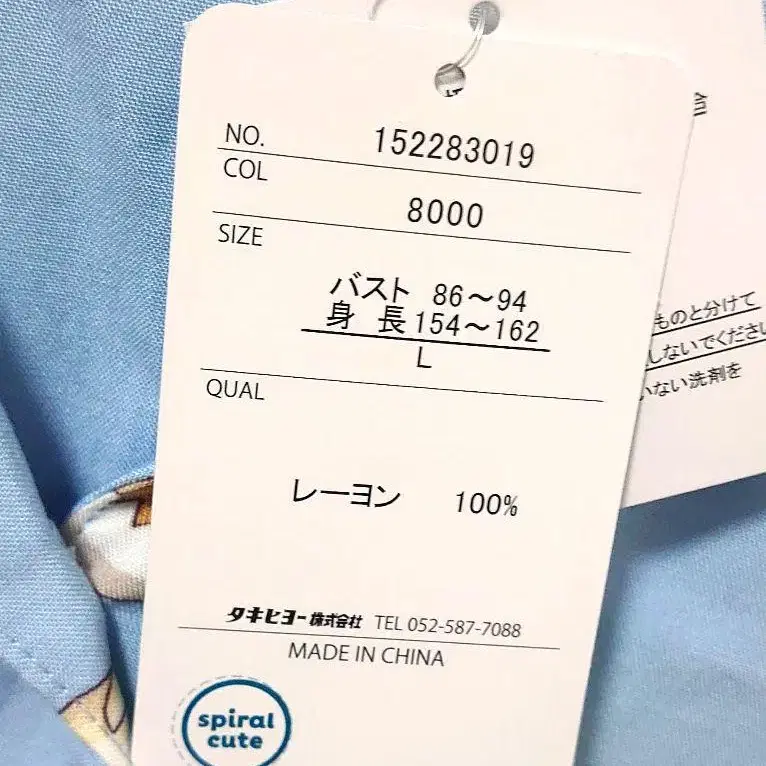 NO. 152283019
COL
8000
SIZE
バスト 86～94
身 長 154～162
L
QUAL
レーヨン 100%
タキヒヨー株式会社 TEL 052-587-7088
MADE IN CHINA
spiral
cute
ものと分けて
しないでください
いない洗剤を